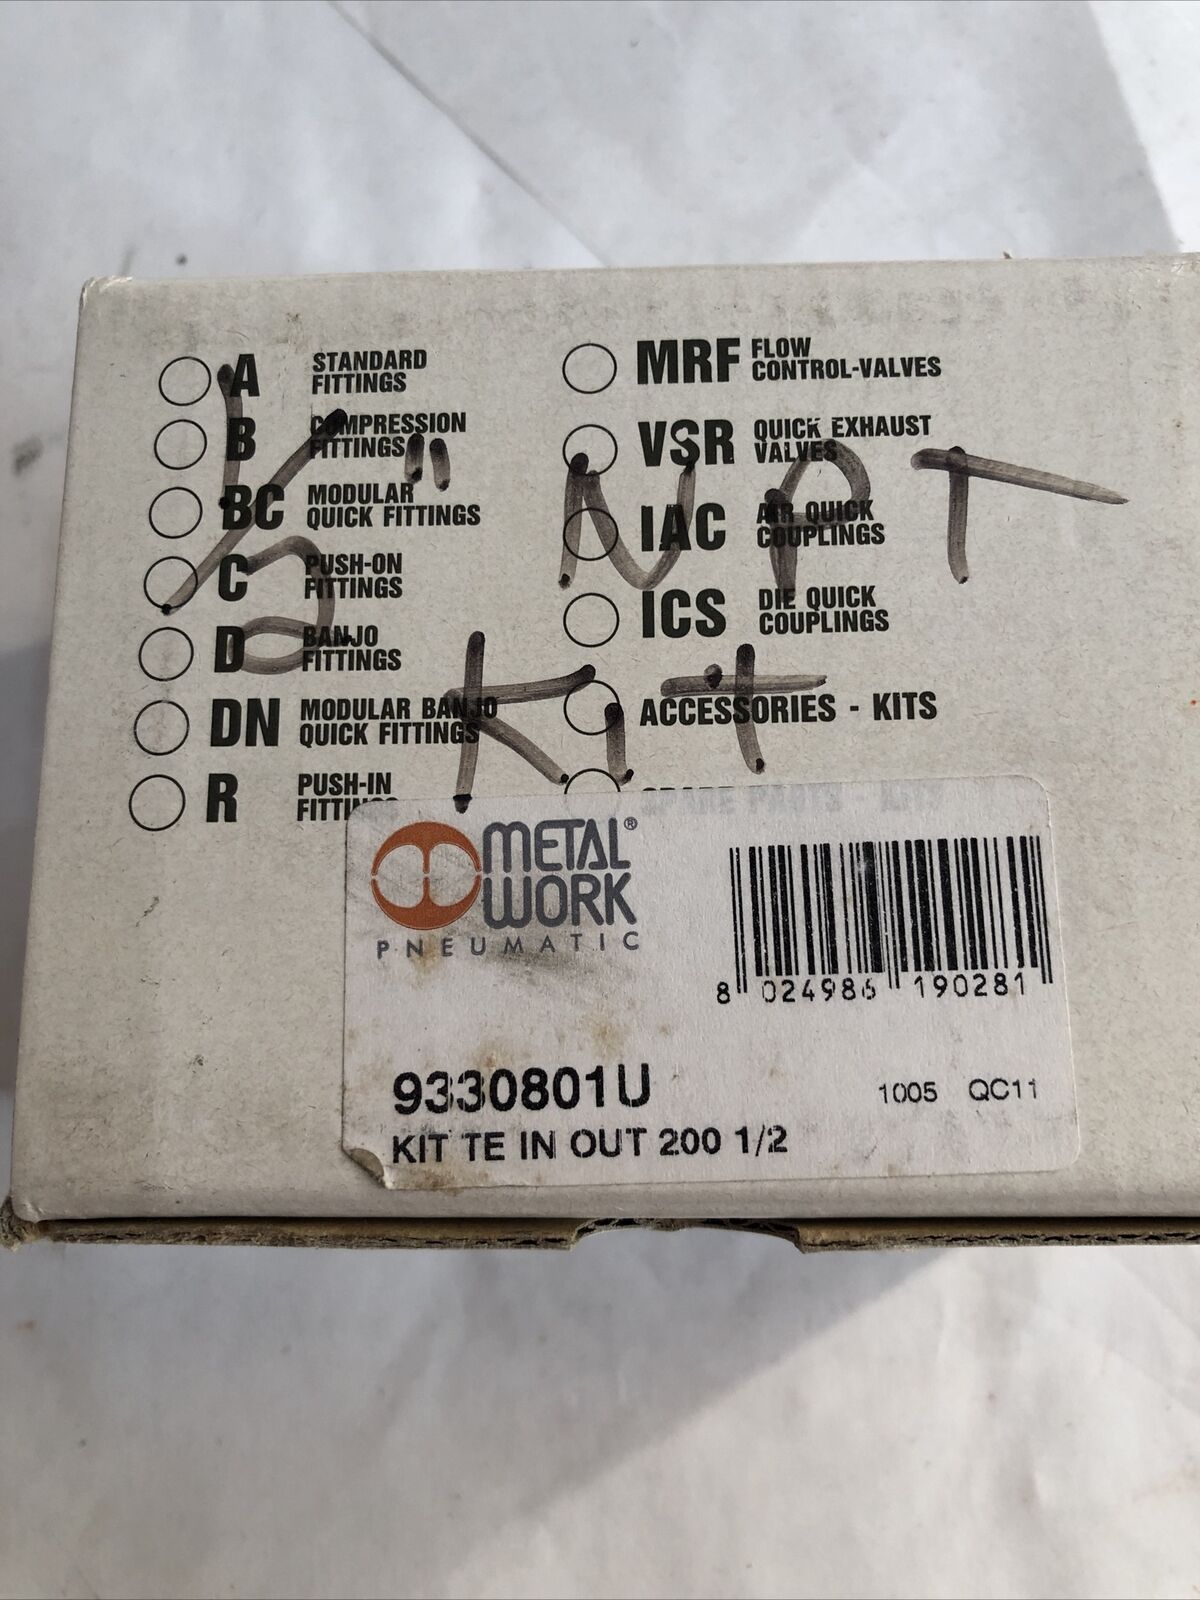 A STANDARD FITTINGS
B COMPRESSION FITTINGS
BC MODULAR QUICK FITTINGS
C PUSH-ON FITTINGS
D BANJO FITTINGS
DN MODULAR BANJO QUICK FITTINGS
R PUSH-IN
MRF FLOW CONTROL-VALVES
VSR QUICK EXHAUST VALVES
IAC AIR QUICK COUPLINGS
ICS DIE QUICK COUPLINGS
ACCESSORIES - KITS
1/2" NPT
Kit
METAL®
WORK
PNEUMATIC
8 024986 190281
9330801U
1005 QC11
KIT TE IN OUT 200 1/2